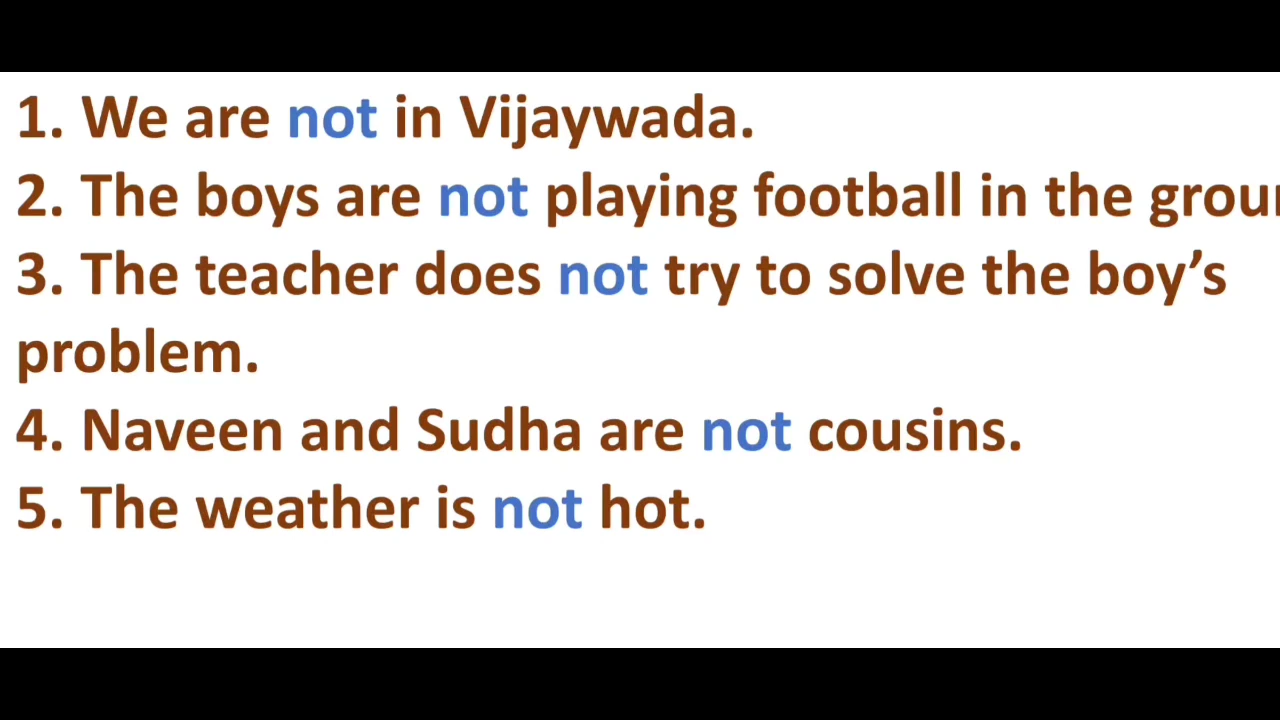 1. We are not in Vijaywada.
2. The boys are not playing football in the
3. The teacher does not try to solve the boy’s
problem.
4. Naveen and Sudha are not cousins.
5. The weather is not hot.